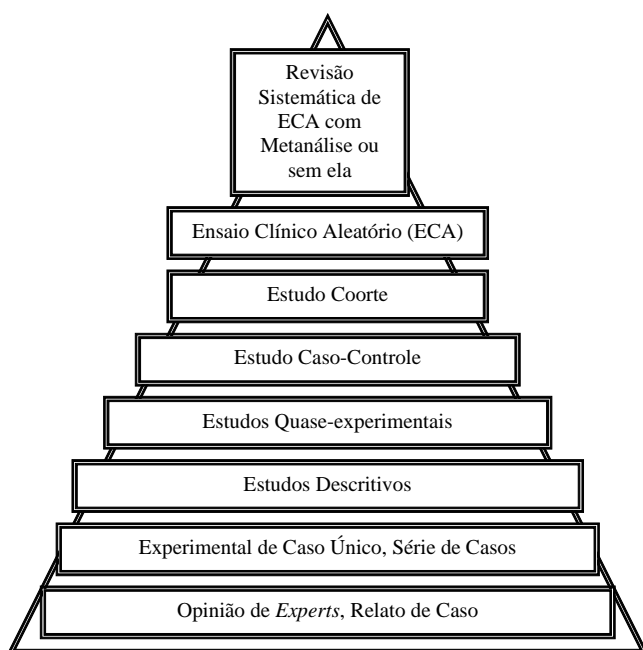 Revisão
Sistemática de
ECA com
Metanálise ou
sem ela
Ensaio Clínico Aleatório (ECA)
Estudo Coorte
Estudo Caso-Controle
Estudos Quase-experimentais
Estudos Descritivos
Experimental de Caso Único, Série de Casos
Opinião de Experts, Relato de Caso